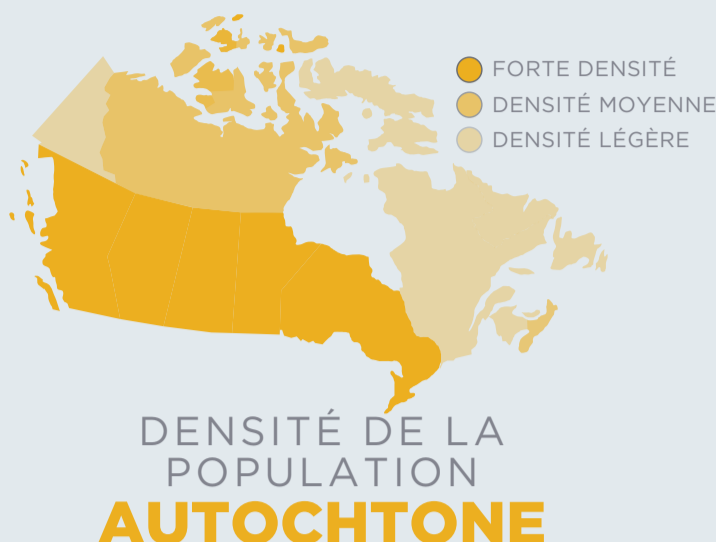 FORTE DENSITÉ
DENSITÉ MOYENNE
DENSITÉ LÉGÈRE
DENSITÉ DE LA
POPULATION
AUTOCHTONE